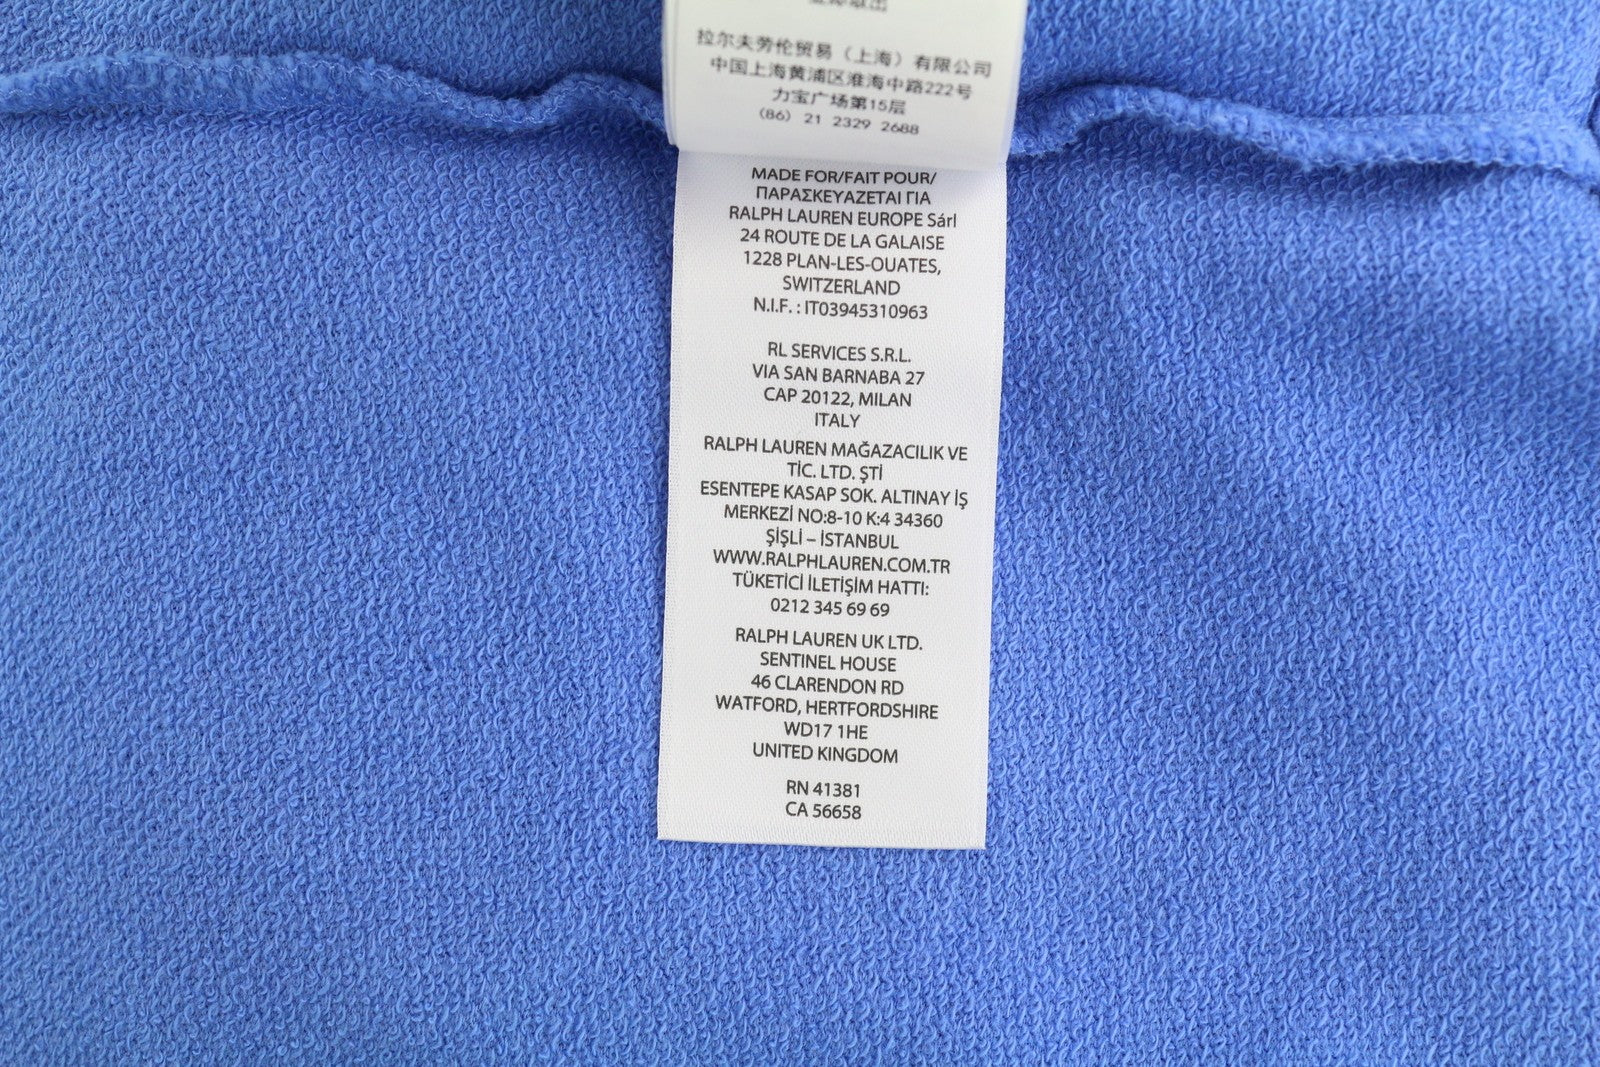 拉尔夫劳伦贸易（上海）有限公司
中国上海黄浦区淮海中路222号
力宝广场第15层
(86) 21 2329 2688
MADE FOR/FAIT POUR/
ΠΑΡΑΣΚΕΥΑΖΕΤΑΙ ΓΙΑ
RALPH LAUREN EUROPE Sárl
24 ROUTE DE LA GALAISE
1228 PLAN-LES-OUATES,
SWITZERLAND
N.I.F. : IT03945310963
RL SERVICES S.R.L.
VIA SAN BARNABA 27
CAP 20122, MILAN
ITALY
RALPH LAUREN MAĞAZACILIK VE
TİC. LTD. ŞTİ
ESENTEPE KASAP SOK. ALTINAY İŞ
MERKEZİ NO:8-10 K:4 34360
ŞİŞLİ – İSTANBUL
WWW.RALPHLAUREN.COM.TR
TÜKETİCİ İLETİŞİM HATTI:
0212 345 69 69
RALPH LAUREN UK LTD.
SENTINEL HOUSE
46 CLARENDON RD
WATFORD, HERTFORDSHIRE
WD17 1HE
UNITED KINGDOM
RN 41381
CA 56658